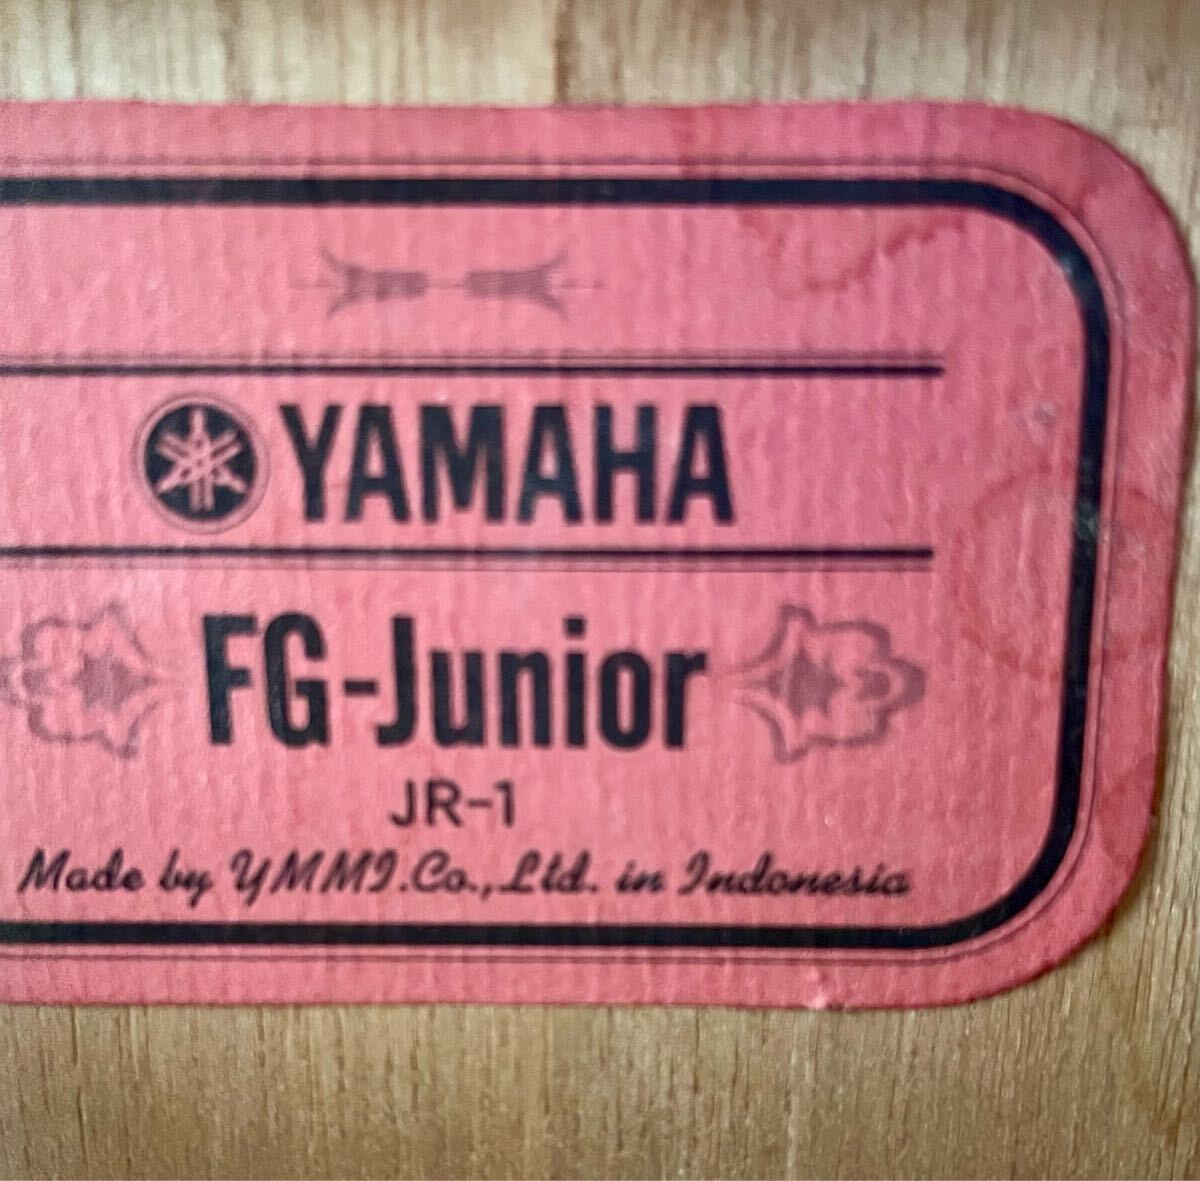 YAMAHA
FG-Junior
JR-1
Made by YMMI.Co.,Ltd. in Indonesia